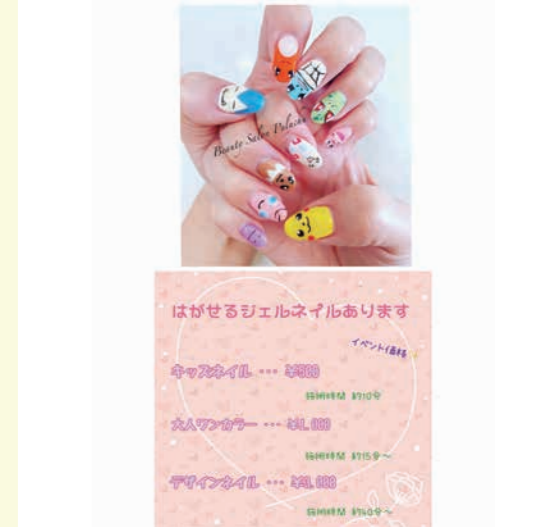 Beauty Salon
はがせるジェルネイルあります
イベント価格
キッズネイル … ¥500
施術時間 約10分
大人ワンカラー … ¥1,000
施術時間 約15分～
デザインネイル … ¥3,000
施術時間 約40分～